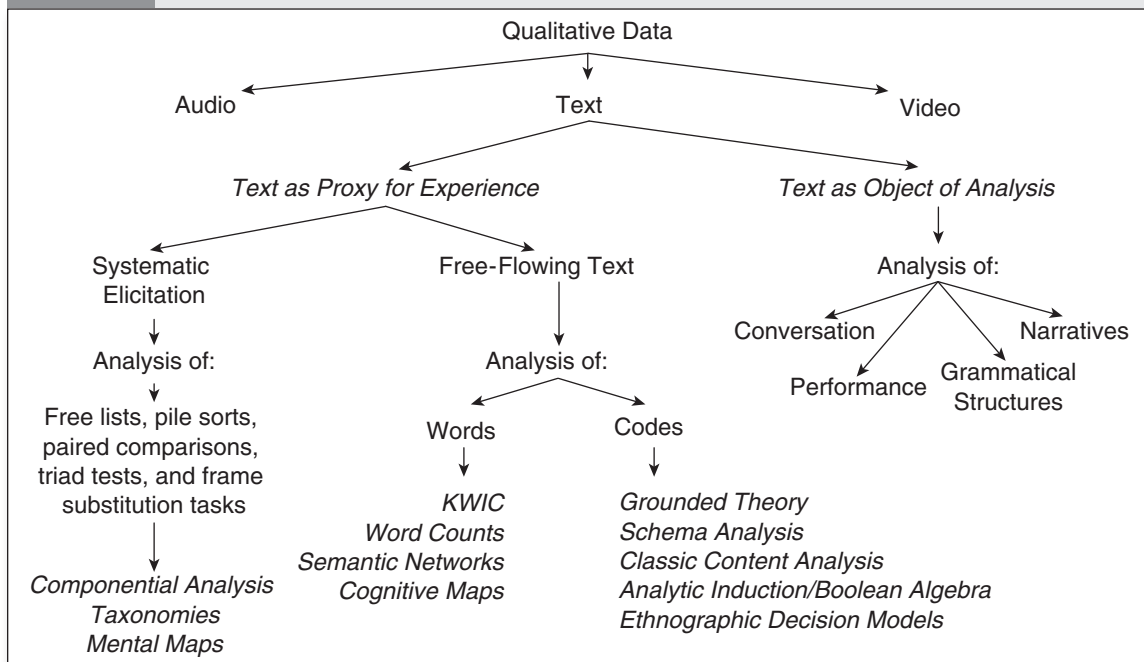 Qualitative Data
Audio
Text
Video
Text as Proxy for Experience
Text as Object of Analysis
Systematic
Elicitation
Free-Flowing Text
Analysis of:
Conversation
Narratives
Performance
Grammatical
Structures
Analysis of:
Free lists, pile sorts,
paired comparisons,
triad tests, and frame
substitution tasks
Componential Analysis
Taxonomies
Mental Maps
Analysis of:
Words
Codes
KWIC
Word Counts
Semantic Networks
Cognitive Maps
Grounded Theory
Schema Analysis
Classic Content Analysis
Analytic Induction/Boolean Algebra
Ethnographic Decision Models